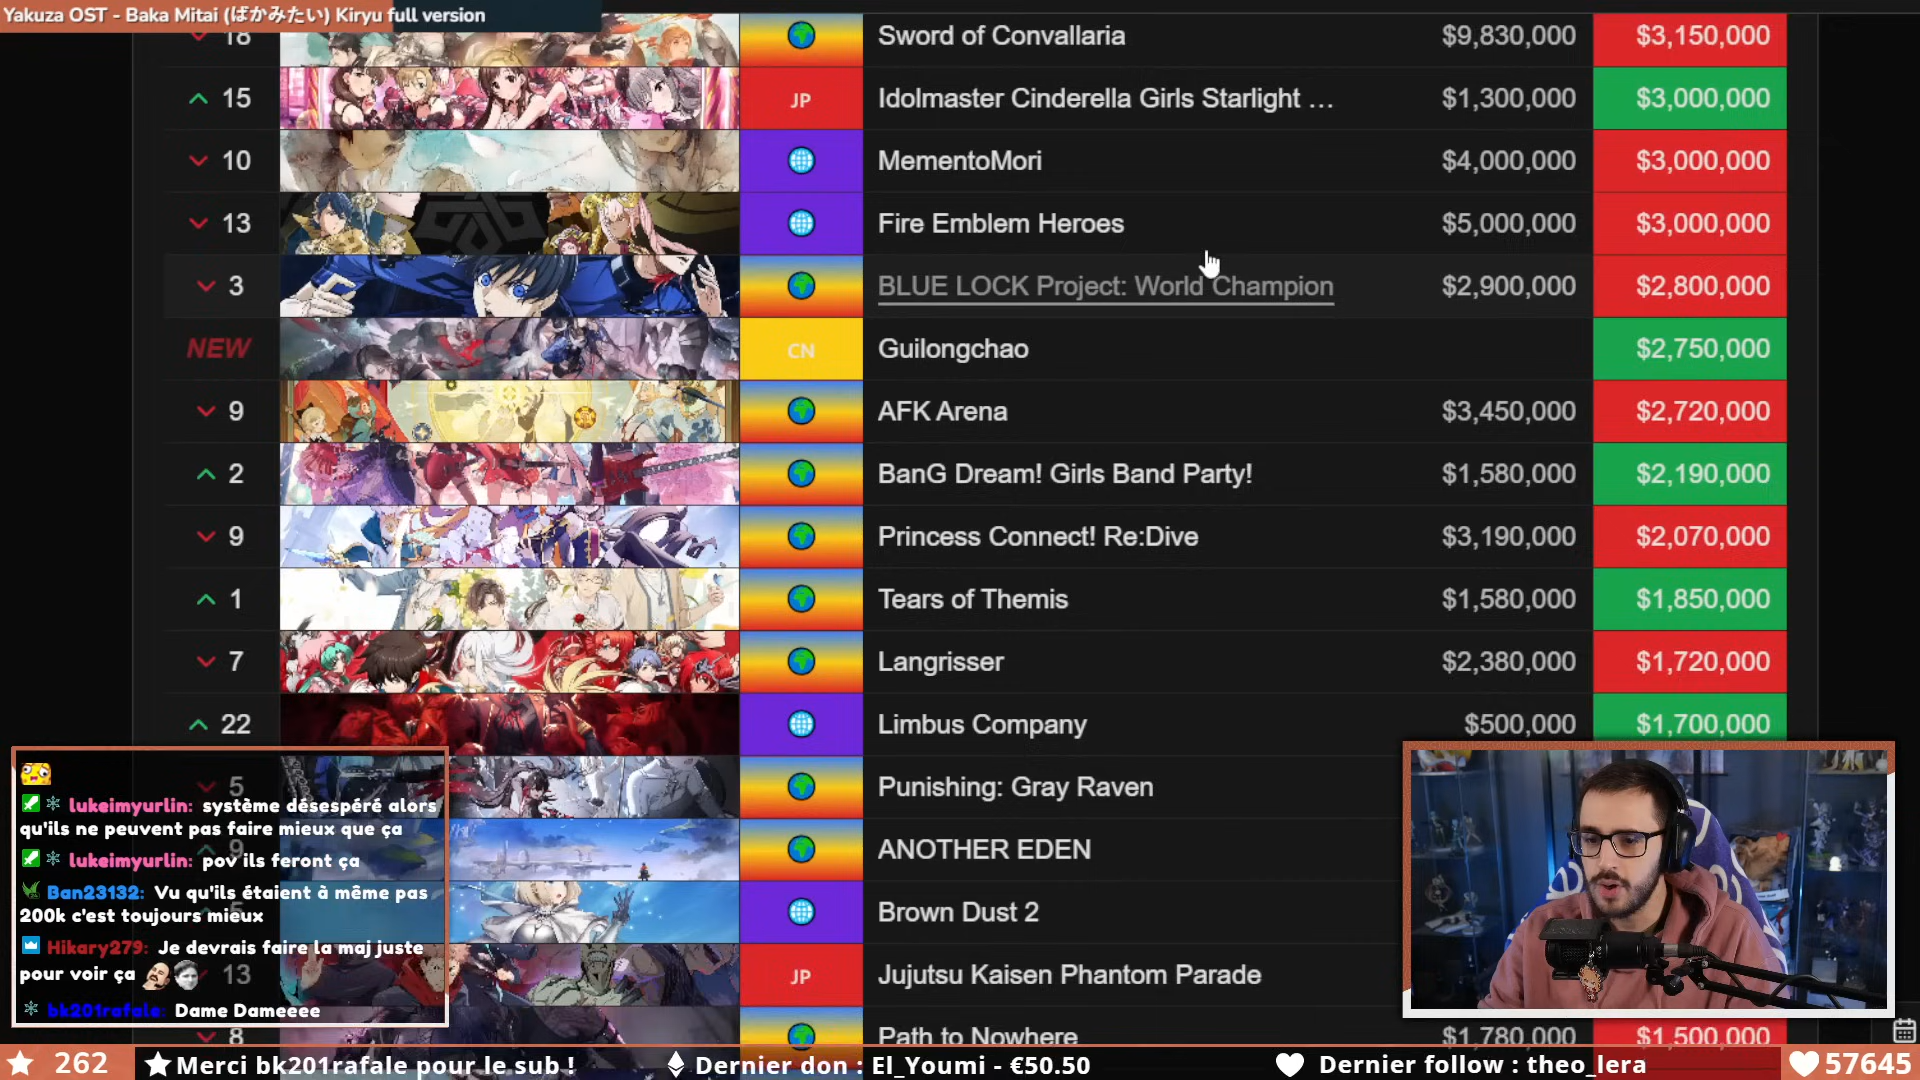 Yakuza OST - Baka Mitai (ばかみたい) Kiryu full version
18 Sword of Convallaria $9,830,000 $3,150,000
15 JP Idolmaster Cinderella Girls Starlight ... $1,300,000 $3,000,000
10 MementoMori $4,000,000 $3,000,000
13 Fire Emblem Heroes $5,000,000 $3,000,000
3 BLUE LOCK Project: World Champion $2,900,000 $2,800,000
NEW CN Guilongchao $2,750,000
9 AFK Arena $3,450,000 $2,720,000
2 BanG Dream! Girls Band Party! $1,580,000 $2,190,000
9 Princess Connect! Re:Dive $3,190,000 $2,070,000
1 Tears of Themis $1,580,000 $1,850,000
7 Langrisser $2,380,000 $1,720,000
22 Limbus Company $500,000 $1,700,000
5 Punishing: Gray Raven
9 ANOTHER EDEN
Brown Dust 2
13 JP Jujutsu Kaisen Phantom Parade
8 Path to Nowhere $1,780,000 $1,500,000
lukeimyurlin: système désespéré alors
qu'ils ne peuvent pas faire mieux que ça
lukeimyurlin: pov ils feront ça
Ban23132: Vu qu'ils étaient à même pas
200k c'est toujours mieux
Hikary279: Je devrais faire la maj juste
pour voir ça
bk201rafale: Dame Dameeee
262 Merci bk201rafale pour le sub ! Dernier don : El_Youmi - €50.50 Dernier follow : theo_lera 57645